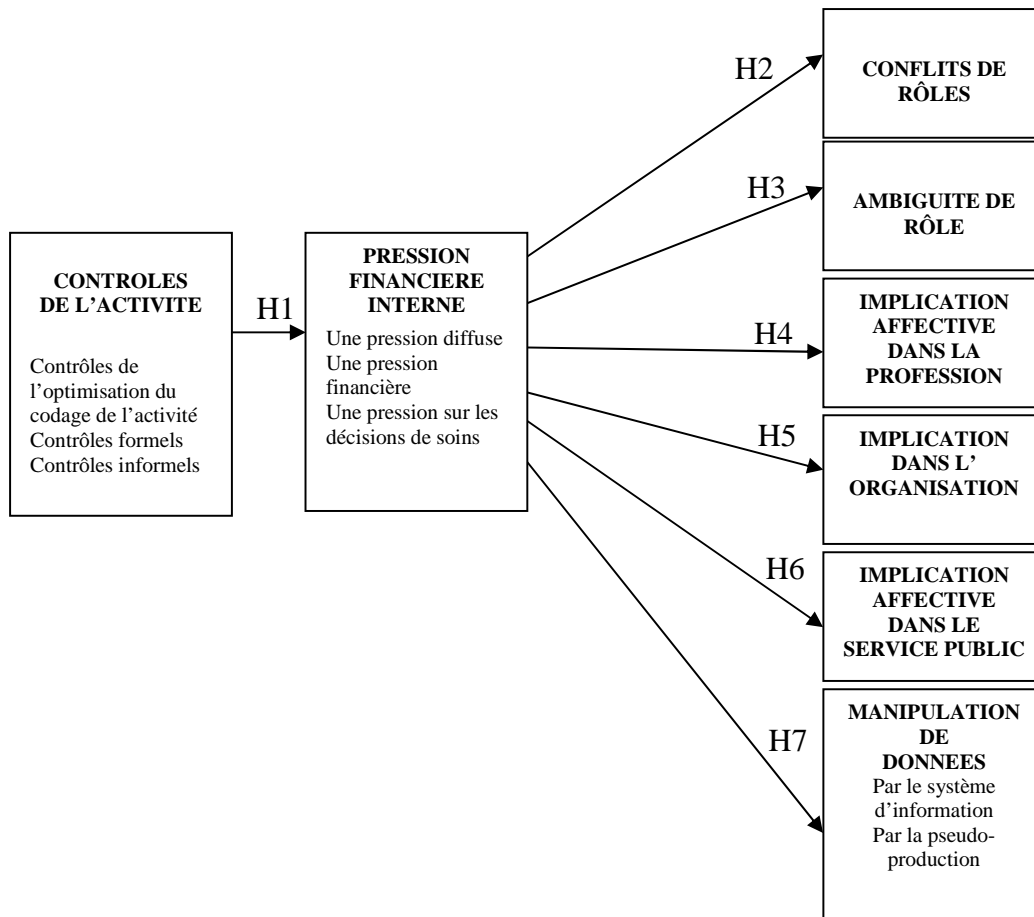 CONTROLES
DE L'ACTIVITE
Contrôles de
l'optimisation du
codage de l'activité
Contrôles formels
Contrôles informels
H1
PRESSION
FINANCIERE
INTERNE
Une pression diffuse
Une pression
financière
Une pression sur les
décisions de soins
H2
CONFLITS DE
RÔLES
H3
AMBIGUITE DE
RÔLE
H4
IMPLICATION
AFFECTIVE
DANS LA
PROFESSION
H5
IMPLICATION
DANS L'
ORGANISATION
H6
IMPLICATION
AFFECTIVE
DANS LE
SERVICE PUBLIC
H7
MANIPULATION
DE
DONNEES
Par le système
d'information
Par la pseudo-
production